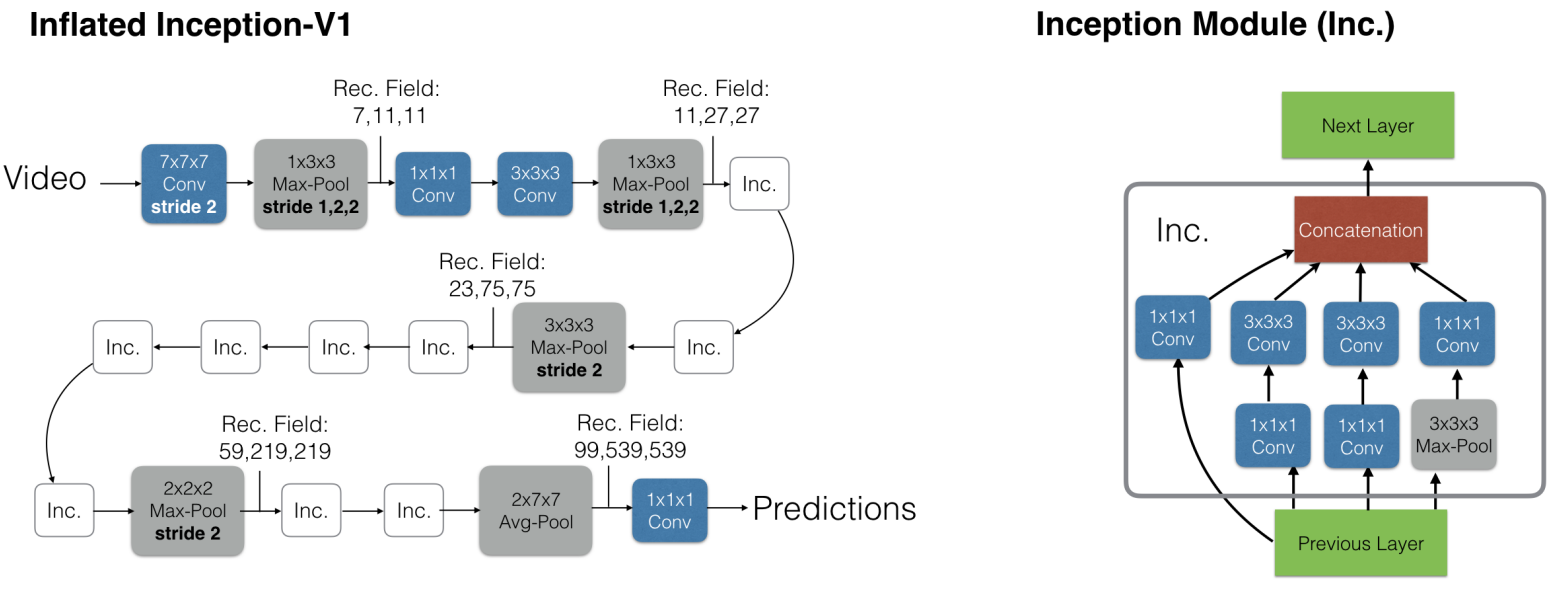 Inflated Inception-V1
Rec. Field:
7,11,11
Rec. Field:
11,27,27
Video
7x7x7
Conv
stride 2
1x3x3
Max-Pool
stride 1,2,2
1x1x1
Conv
3x3x3
Conv
1x3x3
Max-Pool
stride 1,2,2
Inc.
Rec. Field:
23,75,75
Inc.
3x3x3
Max-Pool
stride 2
Inc.
Inc.
Inc.
Inc.
Rec. Field:
59,219,219
Rec. Field:
99,539,539
Inc.
2x2x2
Max-Pool
stride 2
Inc.
Inc.
2x7x7
Avg-Pool
1x1x1
Conv
Predictions
Inception Module (Inc.)
Next Layer
Inc.
Concatenation
1x1x1
Conv
3x3x3
Conv
3x3x3
Conv
1x1x1
Conv
1x1x1
Conv
1x1x1
Conv
3x3x3
Max-Pool
Previous Layer